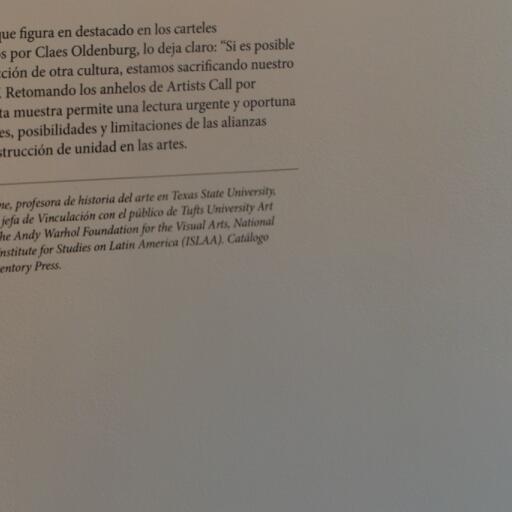 que figura en destacado en los carteles
s por Claes Oldenburg, lo deja claro: “Si es posible
ción de otra cultura, estamos sacrificando nuestro
. Retomando los anhelos de Artists Call por
ta muestra permite una lectura urgente y oportuna
es, posibilidades y limitaciones de las alianzas
strucción de unidad en las artes.
ne, profesora de historia del arte en Texas State University,
jefa de Vinculación con el público de Tufts University Art
he Andy Warhol Foundation for the Visual Arts, National
nstitute for Studies on Latin America (ISLAA). Catálogo
entory Press.